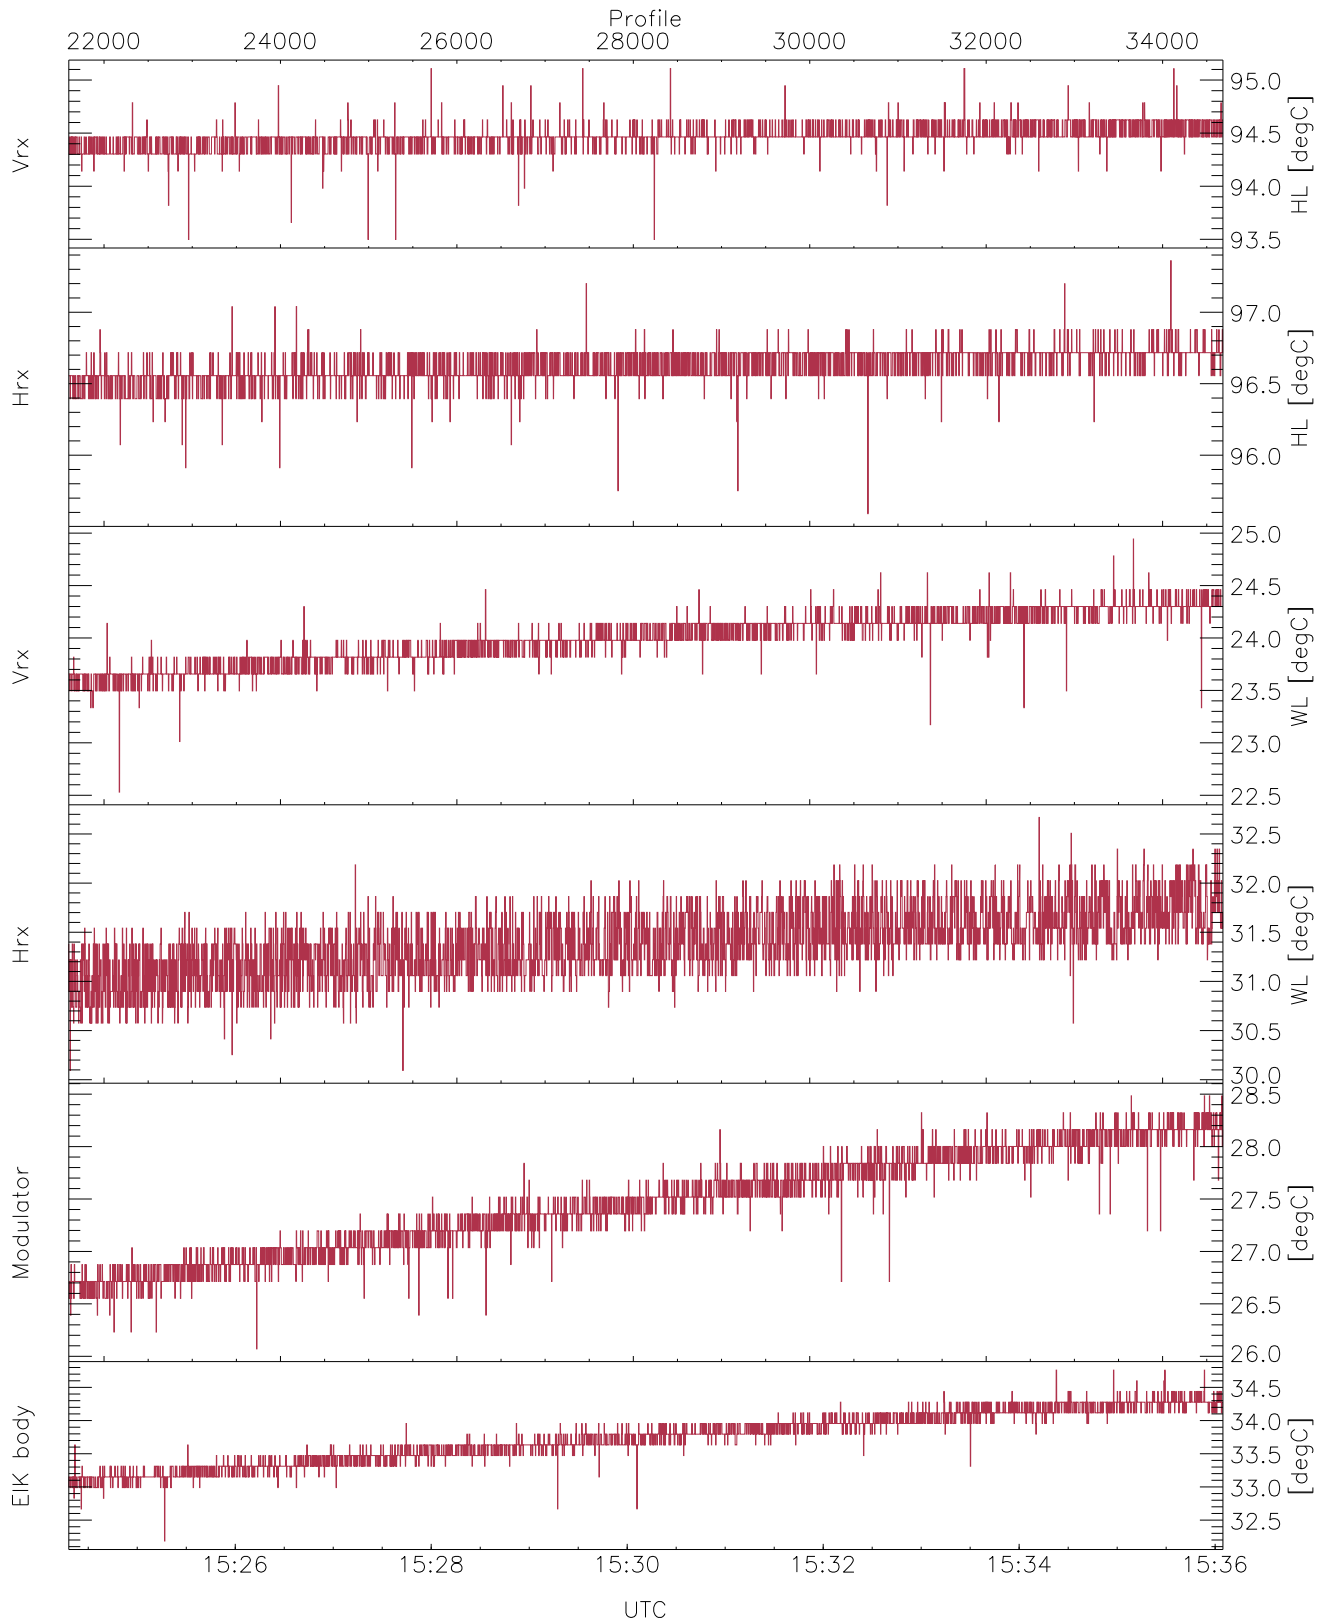 Profile
22000 24000 26000 28000 30000 32000 34000
Vrx
95.0
94.5
94.0
93.5
HL [degC]
Hrx
97.0
96.5
96.0
HL [degC]
Vrx
25.0
24.5
24.0
23.5
23.0
22.5
WL [degC]
Hrx
32.5
32.0
31.5
31.0
30.5
30.0
WL [degC]
Modulator
28.5
28.0
27.5
27.0
26.5
26.0
[degC]
EIK body
34.5
34.0
33.5
33.0
32.5
[degC]
15:26 15:28 15:30 15:32 15:34 15:36
UTC